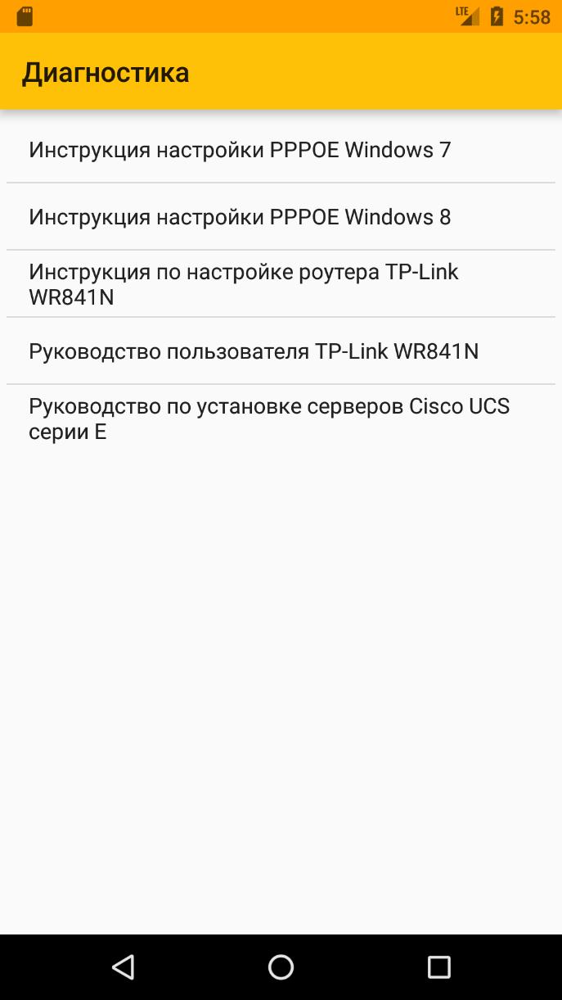 LTE 5:58
Диагностика
Инструкция настройки PPPOE Windows 7
Инструкция настройки PPPOE Windows 8
Инструкция по настройке роутера TP-Link
WR841N
Руководство пользователя TP-Link WR841N
Руководство по установке серверов Cisco UCS
серии E